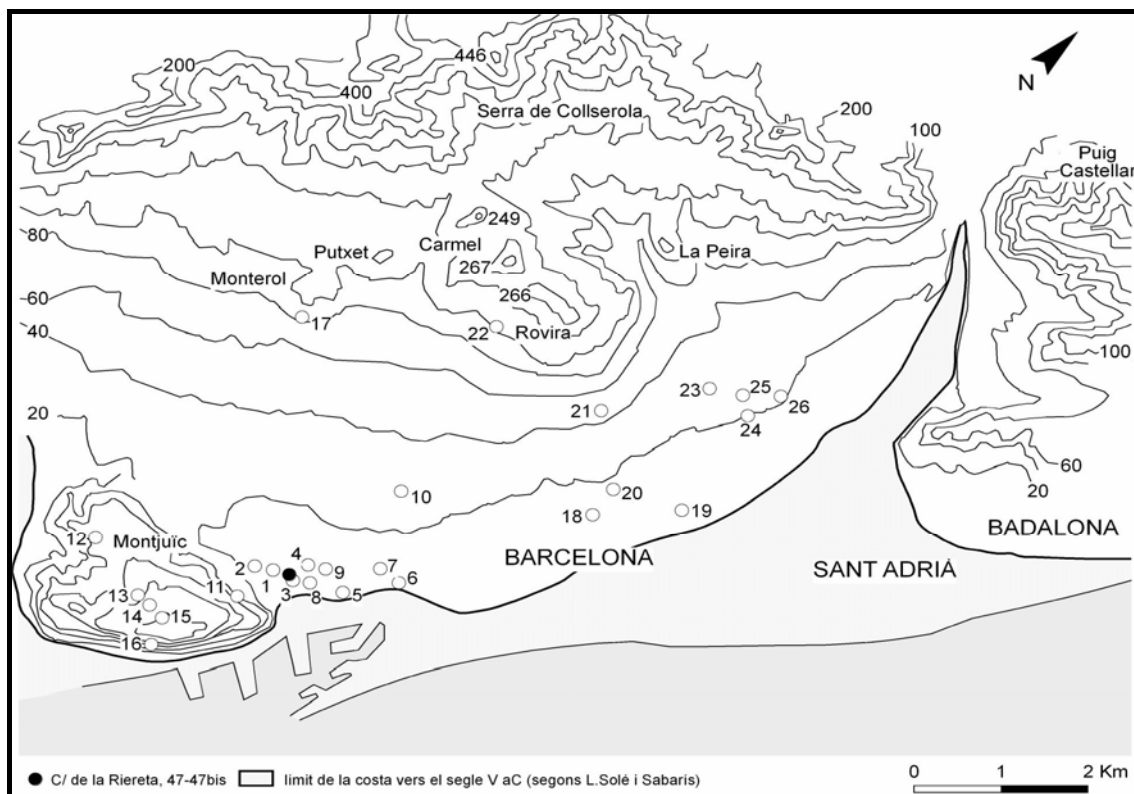 446
200
400
N
Serra de Collserola
200
100
Puig
Castellar
249
80
Putxet
Carmel
La Peira
267
Monterol
266
60
17
22
Rovira
40
100
23
25
26
21
24
20
60
10
20
20
18
19
12
Montjuïc
BADALONA
4
BARCELONA
2
9
7
SANT ADRIÀ
1
6
13
11
3
8
5
14
15
16
C/ de la Riereta, 47-47bis
límit de la costa vers el segle V aC (segons L.Solé i Sabarís)
0 1 2 Km